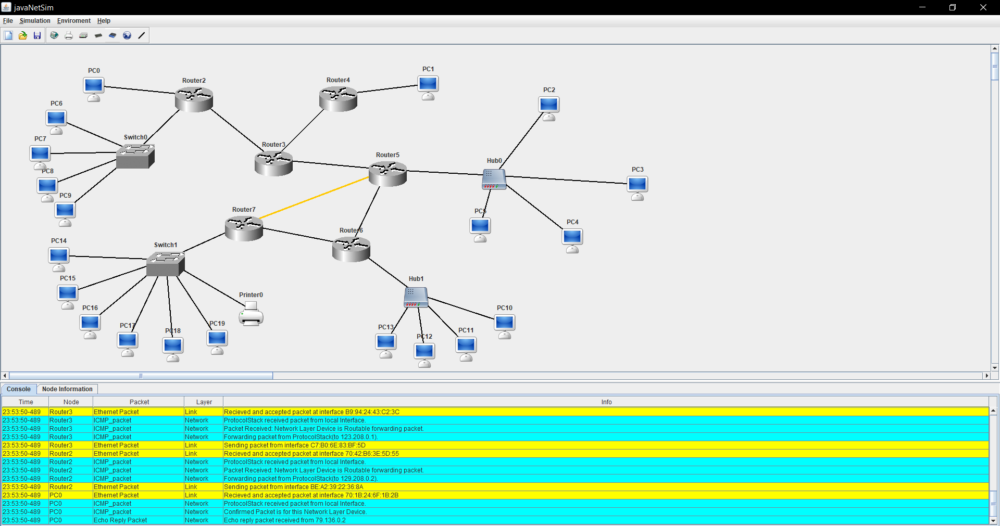 javaNetSim
File Simulation Enviroment Help
PC0
Router2
Router4
PC1
PC2
PC6
PC7
Switch0
Router3
Router5
Hub0
PC3
PC8
PC9
Router7
PC5
PC4
Router6
PC14
Switch1
PC15
Hub1
Printer0
PC16
PC10
PC17
PC18
PC19
PC13
PC12
PC11
Console Node Information
Time Node Packet Layer Info
23:53:50-489 Router3 Ethernet Packet Link Recieved and accepted packet at interface B9:94:24:43:C2:3C
23:53:50-489 Router3 ICMP_packet Network ProtocolStack received packet from local Interface.
23:53:50-489 Router3 ICMP_packet Network Packet Received: Network Layer Device is Routable forwarding packet.
23:53:50-489 Router3 ICMP_packet Network Forwarding packet from ProtocolStack(to 123.208.0.1).
23:53:50-489 Router3 Ethernet Packet Link Sending packet from interface C7:B0:6E:83:BF:5D
23:53:50-489 Router2 Ethernet Packet Link Recieved and accepted packet at interface 70:42:B6:3E:5D:55
23:53:50-489 Router2 ICMP_packet Network ProtocolStack received packet from local Interface.
23:53:50-489 Router2 ICMP_packet Network Packet Received: Network Layer Device is Routable forwarding packet.
23:53:50-489 Router2 ICMP_packet Network Forwarding packet from ProtocolStack(to 129.208.0.2).
23:53:50-489 Router2 Ethernet Packet Link Sending packet from interface BE:A2:39:22:36:8A
23:53:50-489 PC0 Ethernet Packet Link Recieved and accepted packet at interface 70:1B:24:6F:1B:2B
23:53:50-489 PC0 ICMP_packet Network ProtocolStack received packet from local Interface.
23:53:50-489 PC0 ICMP_packet Network Confirmed Packet is for this Network Layer Device.
23:53:50-489 PC0 Echo Reply Packet Network Echo reply packet received from 79.136.0.2